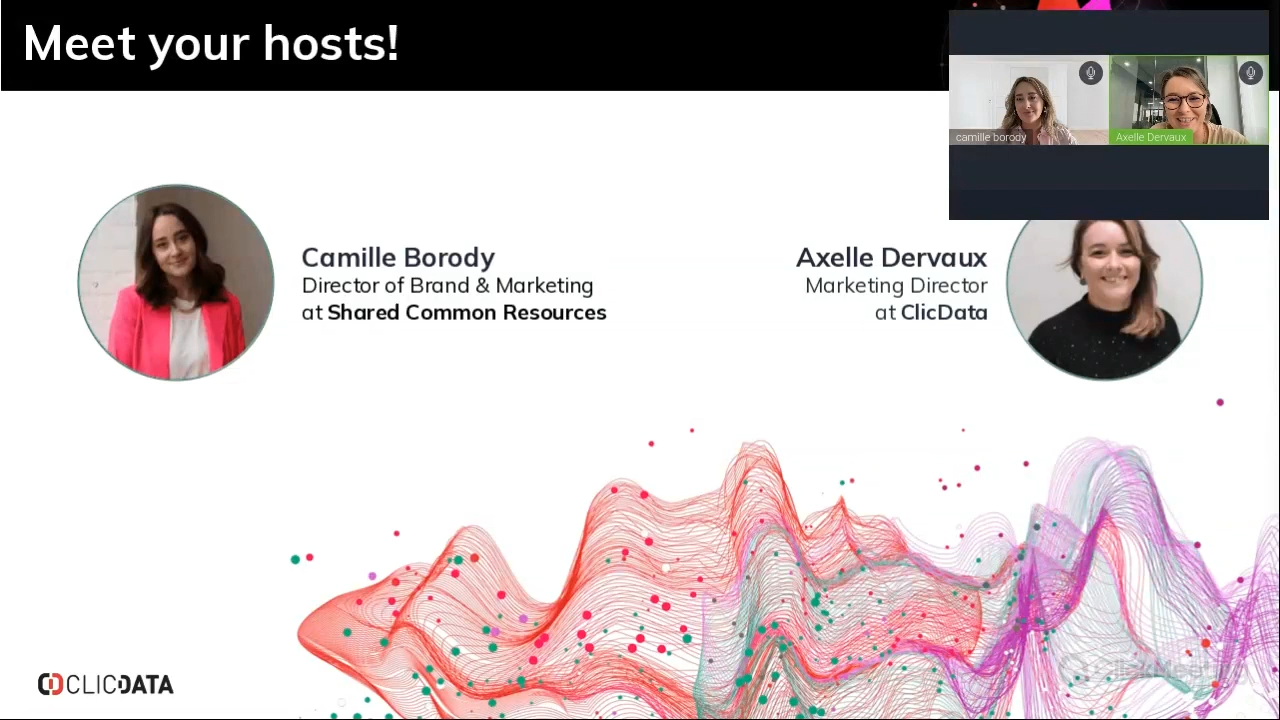 Meet your hosts!
camille borody
Axelle Dervaux
Camille Borody
Director of Brand & Marketing
at Shared Common Resources
Axelle Dervaux
Marketing Director
at ClicData
CLICDATA